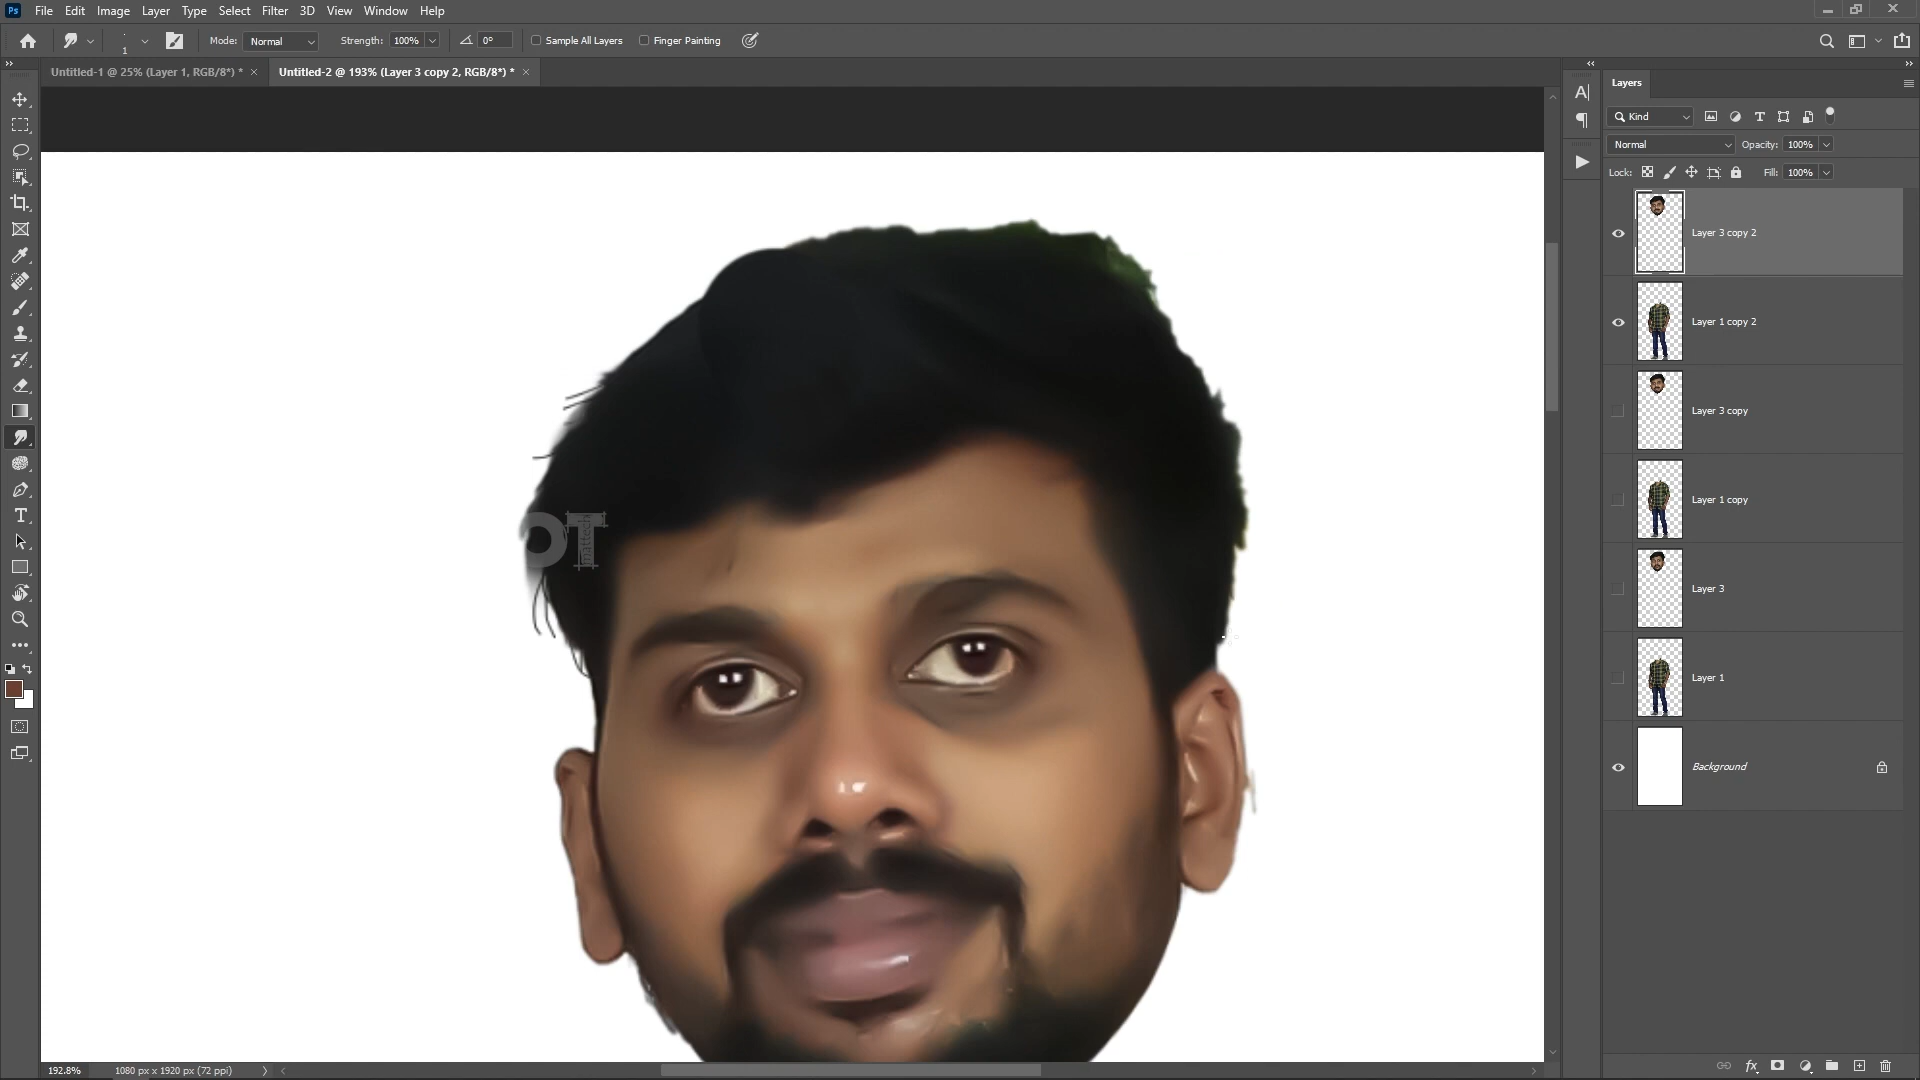 Ps File Edit Image Layer Type Select Filter 3D View Window Help
1 Mode: Normal Strength: 100% 0° Sample All Layers Finger Painting
Untitled-1 @ 25% (Layer 1, RGB/8*) * × Untitled-2 @ 193% (Layer 3 copy 2, RGB/8*) * ×
Layers
Kind
Normal Opacity: 100%
Lock: Fill: 100%
Layer 3 copy 2
Layer 1 copy 2
Layer 3 copy
Layer 1 copy
Layer 3
Layer 1
Background
OT
192.8% 1080 px x 1920 px (72 ppi)